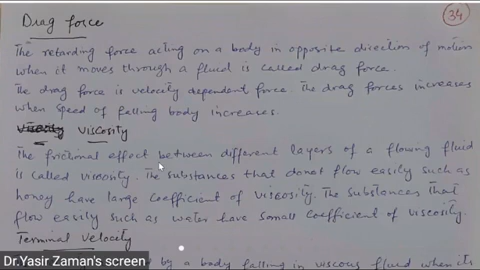 Drag force
34
The retarding force acting on a body in opposite direction of motion
when it moves through a fluid is called drag force.
The drag force is velocity dependent force. The drag forces increases
when speed of falling body increases.
Viscosity
The frictional effect between different layers of a flowing fluid
is called viscosity. The substances that donot flow easily such as
honey have large coefficient of viscosity. The substances that
flow easily such as water have small coefficient of viscosity.
Terminal Velocity
by a body falling in viscous fluid when its
Dr.Yasir Zaman's screen